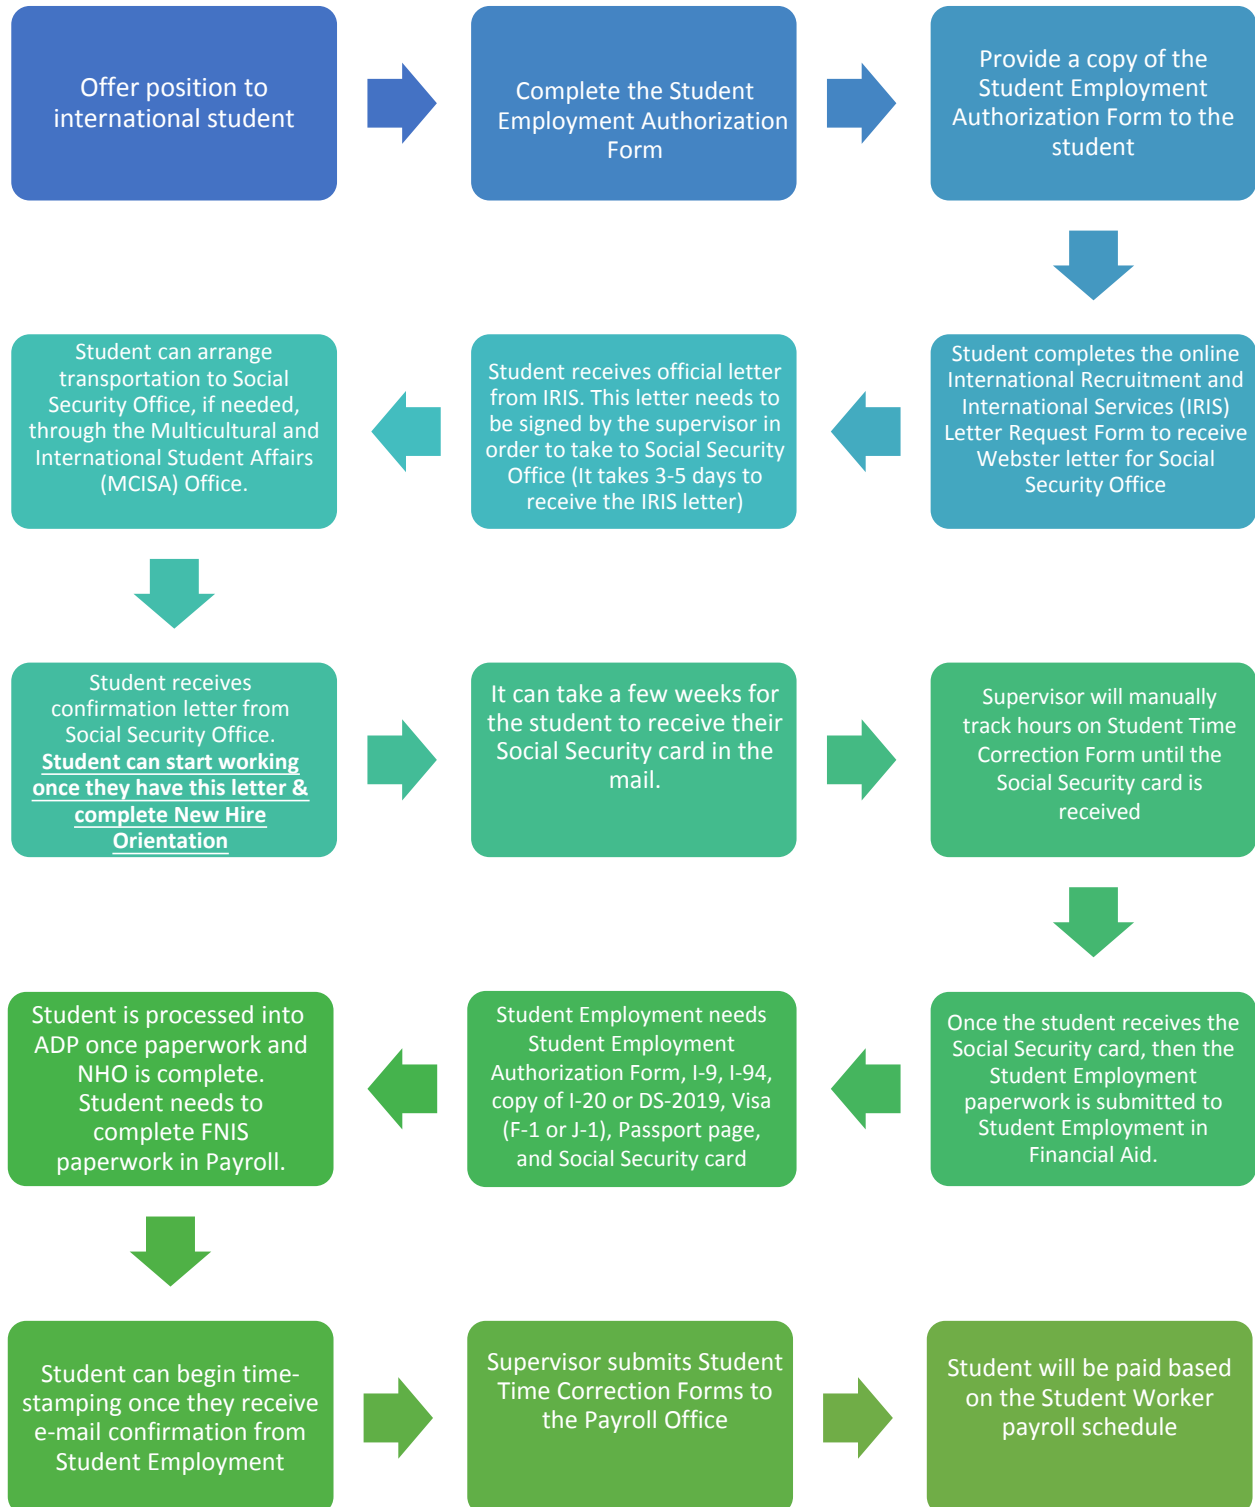 Offer position to
international student
Complete the Student
Employment Authorization
Form
Provide a copy of the
Student Employment
Authorization Form to the
student
Student completes the online
International Recruitment and
International Services (IRIS)
Letter Request Form to receive
Webster letter for Social
Security Office
Student receives official letter
from IRIS. This letter needs to
be signed by the supervisor in
order to take to Social Security
Office (It takes 3-5 days to
receive the IRIS letter)
Student can arrange
transportation to Social
Security Office, if needed,
through the Multicultural and
International Student Affairs
(MCISA) Office.
Student receives
confirmation letter from
Social Security Office.
Student can start working
once they have this letter &
complete New Hire
Orientation
It can take a few weeks for
the student to receive their
Social Security card in the
mail.
Supervisor will manually
track hours on Student Time
Correction Form until the
Social Security card is
received
Once the student receives the
Social Security card, then the
Student Employment
paperwork is submitted to
Student Employment in
Financial Aid.
Student Employment needs
Student Employment
Authorization Form, I-9, I-94,
copy of I-20 or DS-2019, Visa
(F-1 or J-1), Passport page,
and Social Security card
Student is processed into
ADP once paperwork and
NHO is complete.
Student needs to
complete FNIS
paperwork in Payroll.
Student can begin time-
stamping once they receive
e-mail confirmation from
Student Employment
Supervisor submits Student
Time Correction Forms to
the Payroll Office
Student will be paid based
on the Student Worker
payroll schedule